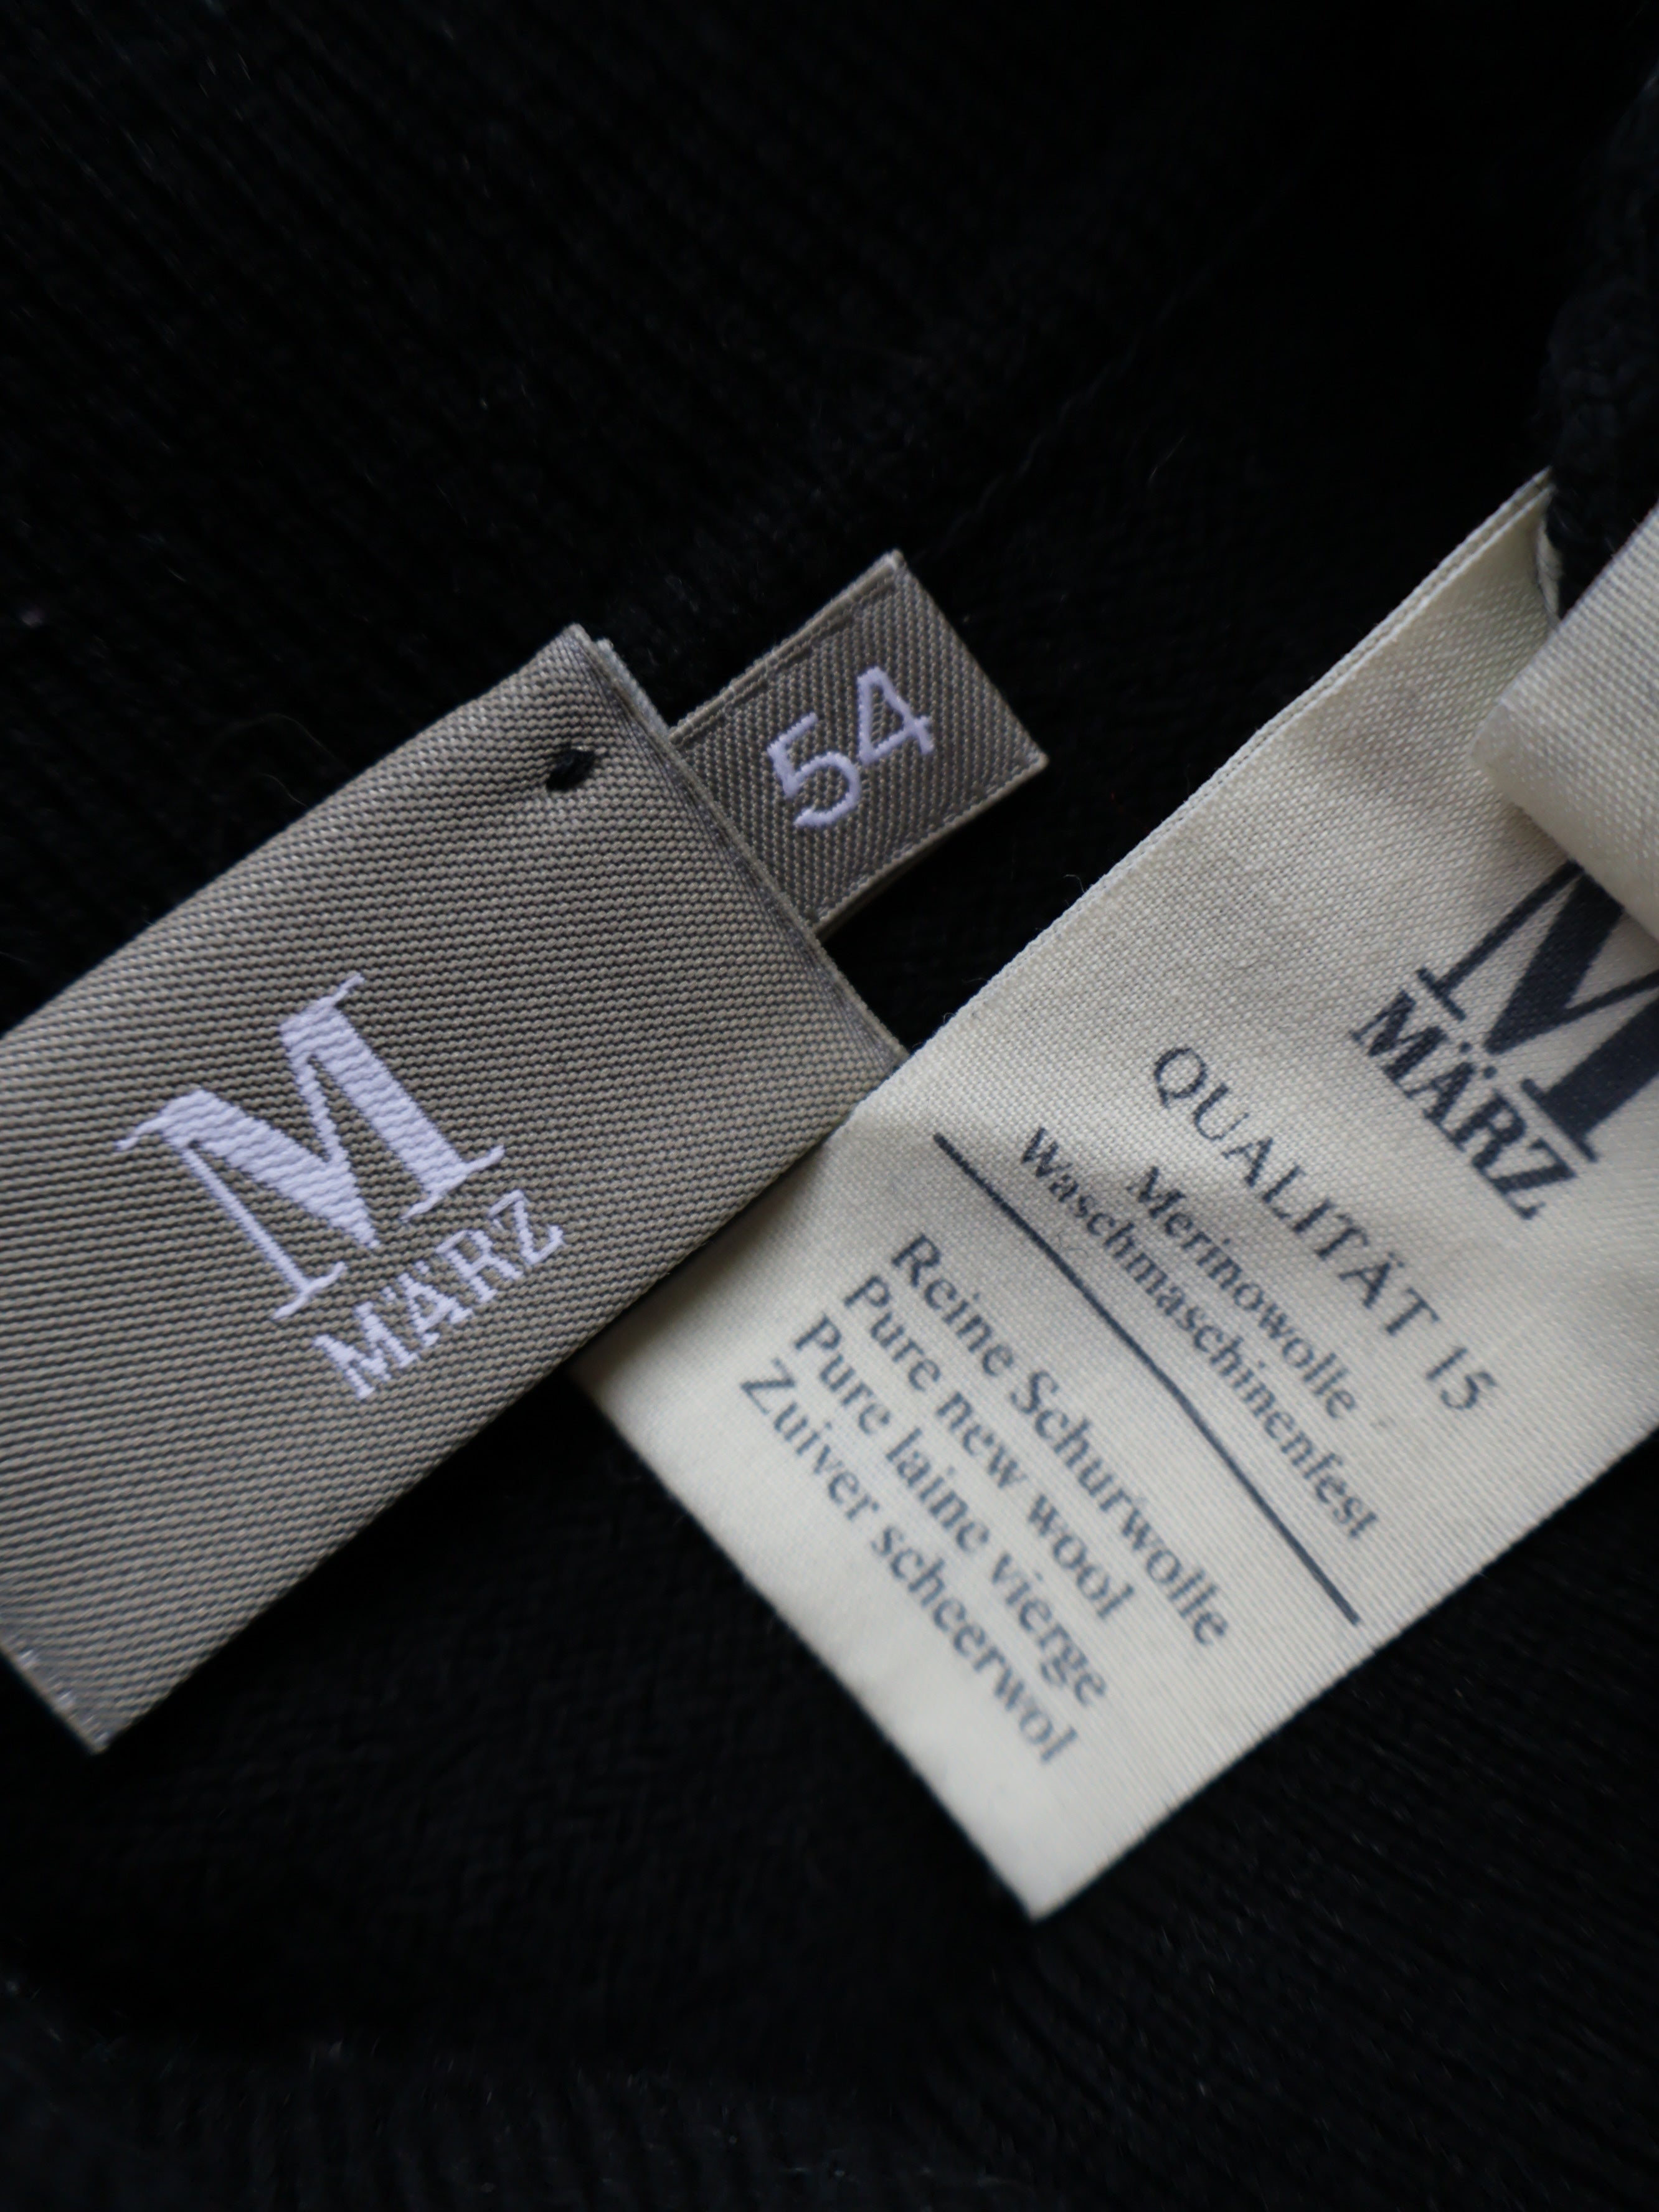 54
M
MÄRZ
M
MÄRZ
QUALITÄT 15
Merinowolle -
Waschmaschinenfest
Reine Schurwolle
Pure new wool
Pure laine vierge
Zuiver scheerwol